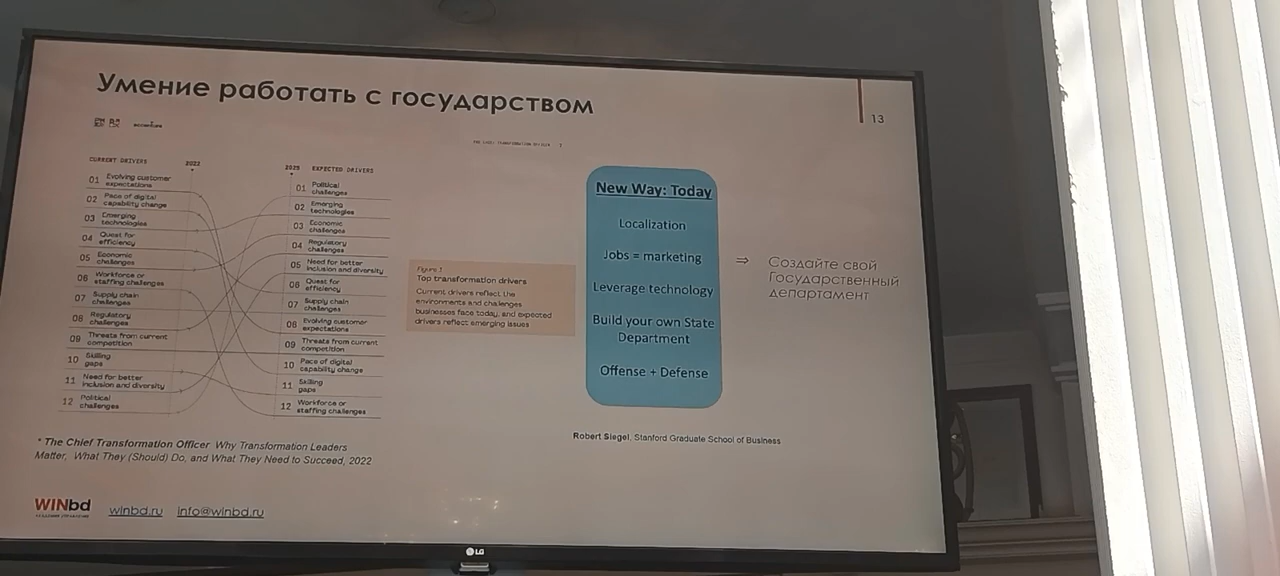 Умение работать с государством
13
THE CHIEF TRANSFORMATION OFFICER
CURRENT DRIVERS
2022
01 Evolving customer
expectations
02 Pace of digital
capability change
03 Emerging
technologies
04 Quest for
efficiency
05 Economic
challenges
06 Workforce or
staffing challenges
07 Supply chain
challenges
08 Regulatory
challenges
09 Threats from current
competition
10 Skilling
gaps
11 Need for better
inclusion and diversity
12 Political
challenges
2025 EXPECTED DRIVERS
01 Political
challenges
02 Emerging
technologies
03 Economic
challenges
04 Regulatory
challenges
05 Need for better
inclusion and diversity
06 Quest for
efficiency
07 Supply chain
challenges
08 Evolving customer
expectations
09 Threats from current
competition
10 Pace of digital
capability change
11 Skilling
gaps
12 Workforce or
staffing challenges
Figure 1
Top transformation drivers
Current drivers reflect the
environments and challenges
businesses face today, and expected
drivers reflect emerging issues
New Way: Today
Localization
Jobs = marketing
Leverage technology
Build your own State
Department
Offense + Defense
⇒ Создайте свой
Государственный
департамент
Robert Siegel, Stanford Graduate School of Business
* The Chief Transformation Officer Why Transformation Leaders
Matter, What They (Should) Do, and What They Need to Succeed, 2022
WINbd
winbd.ru info@winbd.ru
LG